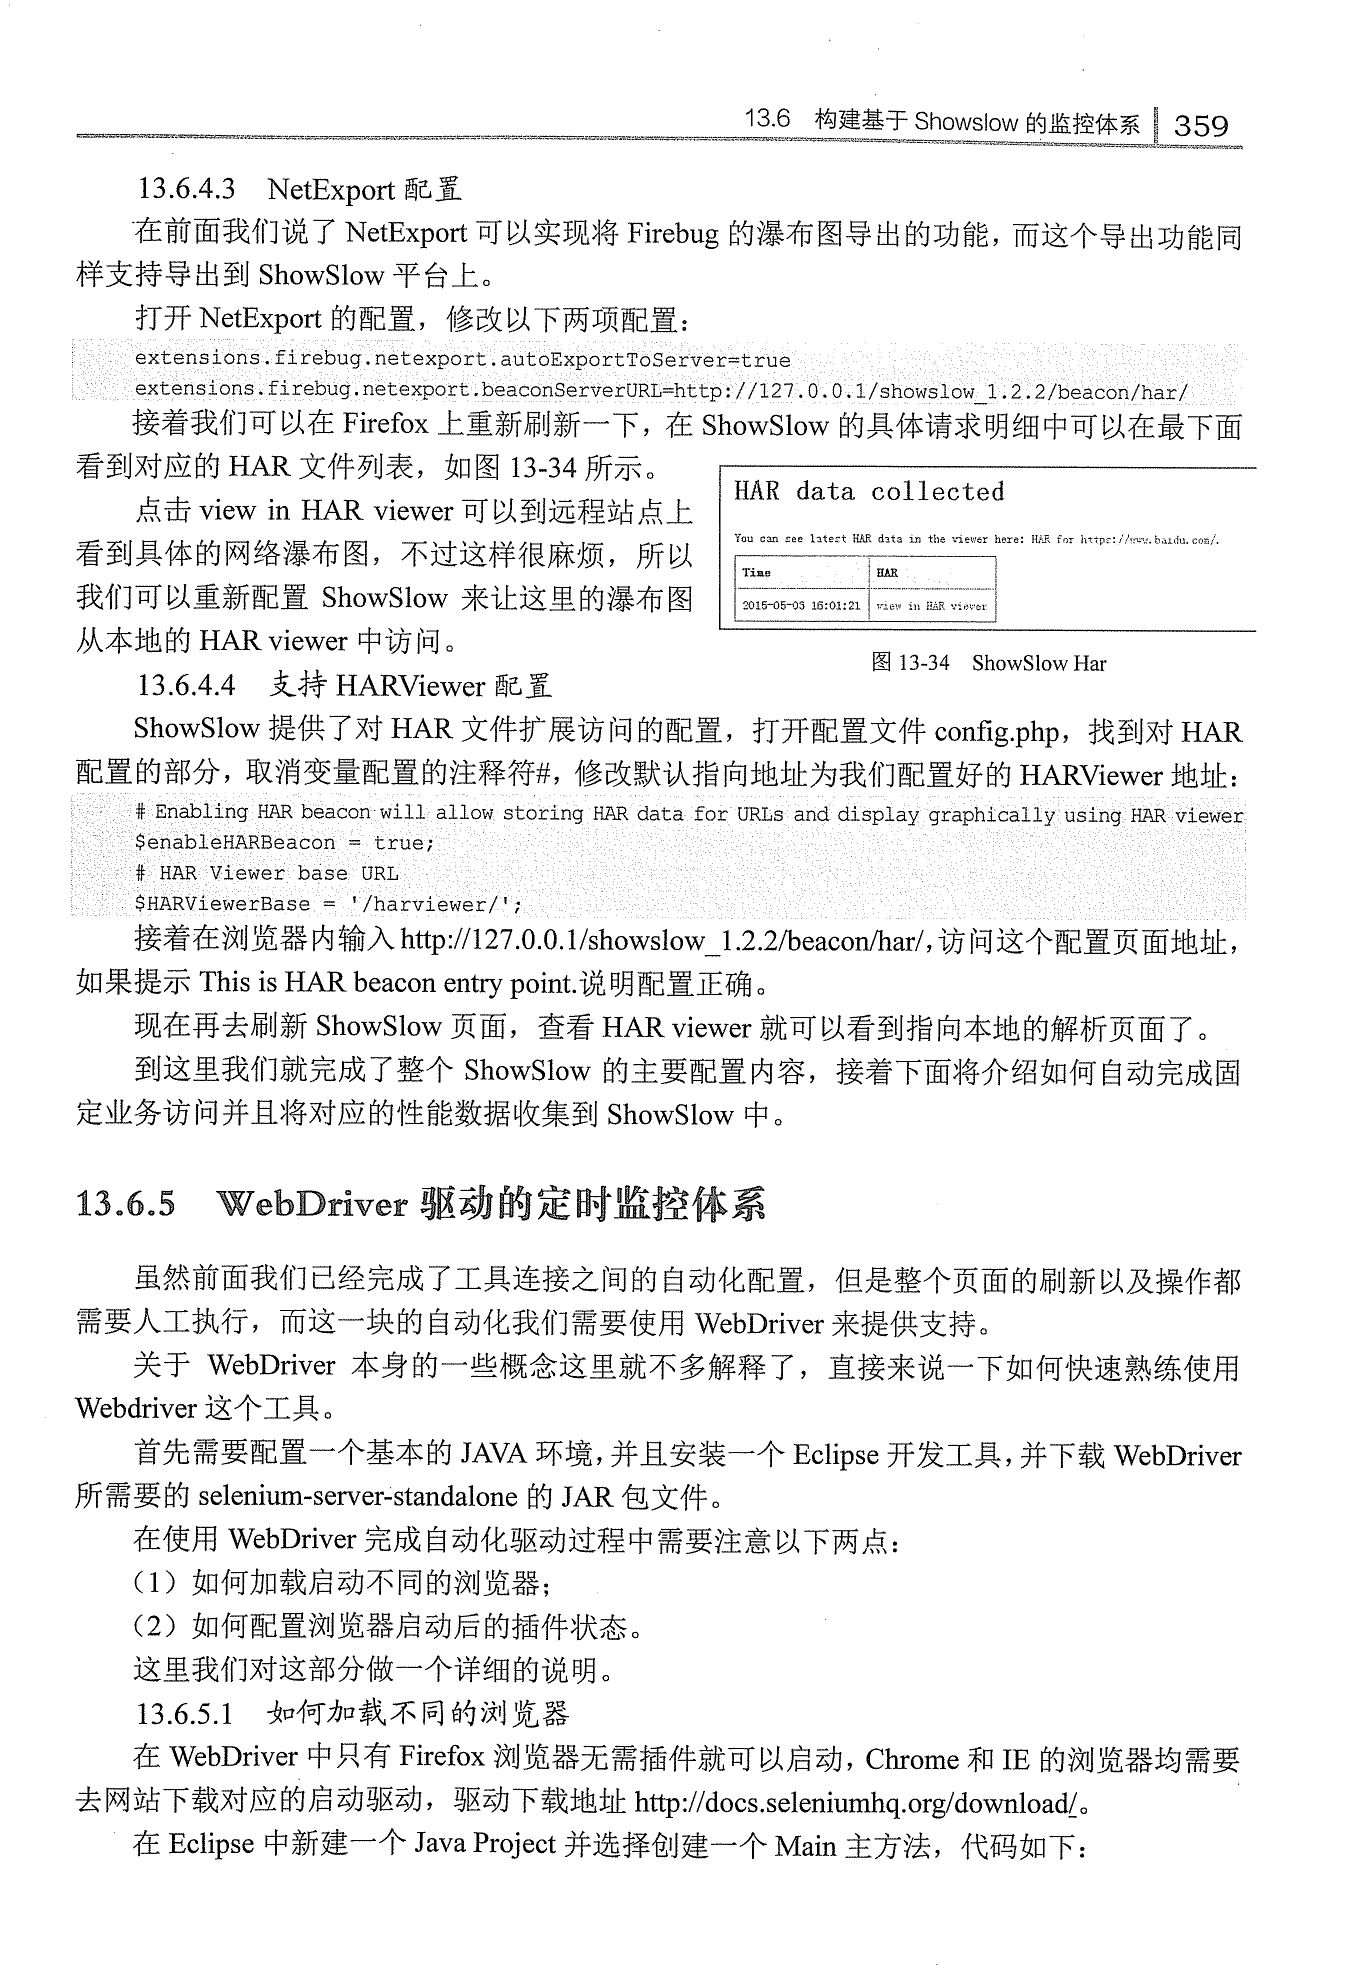 13.6 构建基于 Showslow 的监控体系 359
13.6.4.3 NetExport 配置
在前面我们说了 NetExport 可以实现将 Firebug 的瀑布图导出的功能，而这个导出功能同
样支持导出到 ShowSlow 平台上。
打开 NetExport 的配置，修改以下两项配置：
extensions.firebug.netexport.autoExportToServer=true
extensions.firebug.netexport.beaconServerURL=http://127.0.0.1/showslow_1.2.2/beacon/har/
接着我们可以在 Firefox 上重新刷新一下，在 ShowSlow 的具体请求明细中可以在最下面
看到对应的 HAR 文件列表，如图 13-34 所示。
点击 view in HAR viewer 可以到远程站点上
看到具体的网络瀑布图，不过这样很麻烦，所以
我们可以重新配置 ShowSlow 来让这里的瀑布图
从本地的 HAR viewer 中访问。
HAR data collected
You can see latest HAR data in the viewer here: HAR for https://www.baidu.com/.
Time HAR
2015-05-03 16:01:21 view in HAR viewer
图 13-34 ShowSlow Har
13.6.4.4 支持 HARViewer 配置
ShowSlow 提供了对 HAR 文件扩展访问的配置，打开配置文件 config.php，找到对 HAR
配置的部分，取消变量配置的注释符#，修改默认指向地址为我们配置好的 HARViewer 地址：
# Enabling HAR beacon will allow storing HAR data for URLs and display graphically using HAR viewer
$enableHARBeacon = true;
# HAR Viewer base URL
$HARViewerBase = '/harviewer/';
接着在浏览器内输入http://127.0.0.1/showslow_1.2.2/beacon/har/，访问这个配置页面地址，
如果提示 This is HAR beacon entry point.说明配置正确。
现在再去刷新 ShowSlow 页面，查看 HAR viewer 就可以看到指向本地的解析页面了。
到这里我们就完成了整个 ShowSlow 的主要配置内容，接着下面将介绍如何自动完成固
定业务访问并且将对应的性能数据收集到 ShowSlow 中。
13.6.5 WebDriver 驱动的定时监控体系
虽然前面我们已经完成了工具连接之间的自动化配置，但是整个页面的刷新以及操作都
需要人工执行，而这一块的自动化我们需要使用 WebDriver 来提供支持。
关于 WebDriver 本身的一些概念这里就不多解释了，直接来说一下如何快速熟练使用
Webdriver 这个工具。
首先需要配置一个基本的 JAVA 环境，并且安装一个 Eclipse 开发工具，并下载 WebDriver
所需要的 selenium-server-standalone 的 JAR 包文件。
在使用 WebDriver 完成自动化驱动过程中需要注意以下两点：
（1）如何加载启动不同的浏览器；
（2）如何配置浏览器启动后的插件状态。
这里我们对这部分做一个详细的说明。
13.6.5.1 如何加载不同的浏览器
在 WebDriver 中只有 Firefox 浏览器无需插件就可以启动，Chrome 和 IE 的浏览器均需要
去网站下载对应的启动驱动，驱动下载地址 http://docs.seleniumhq.org/download/。
在 Eclipse 中新建一个 Java Project 并选择创建一个 Main 主方法，代码如下：